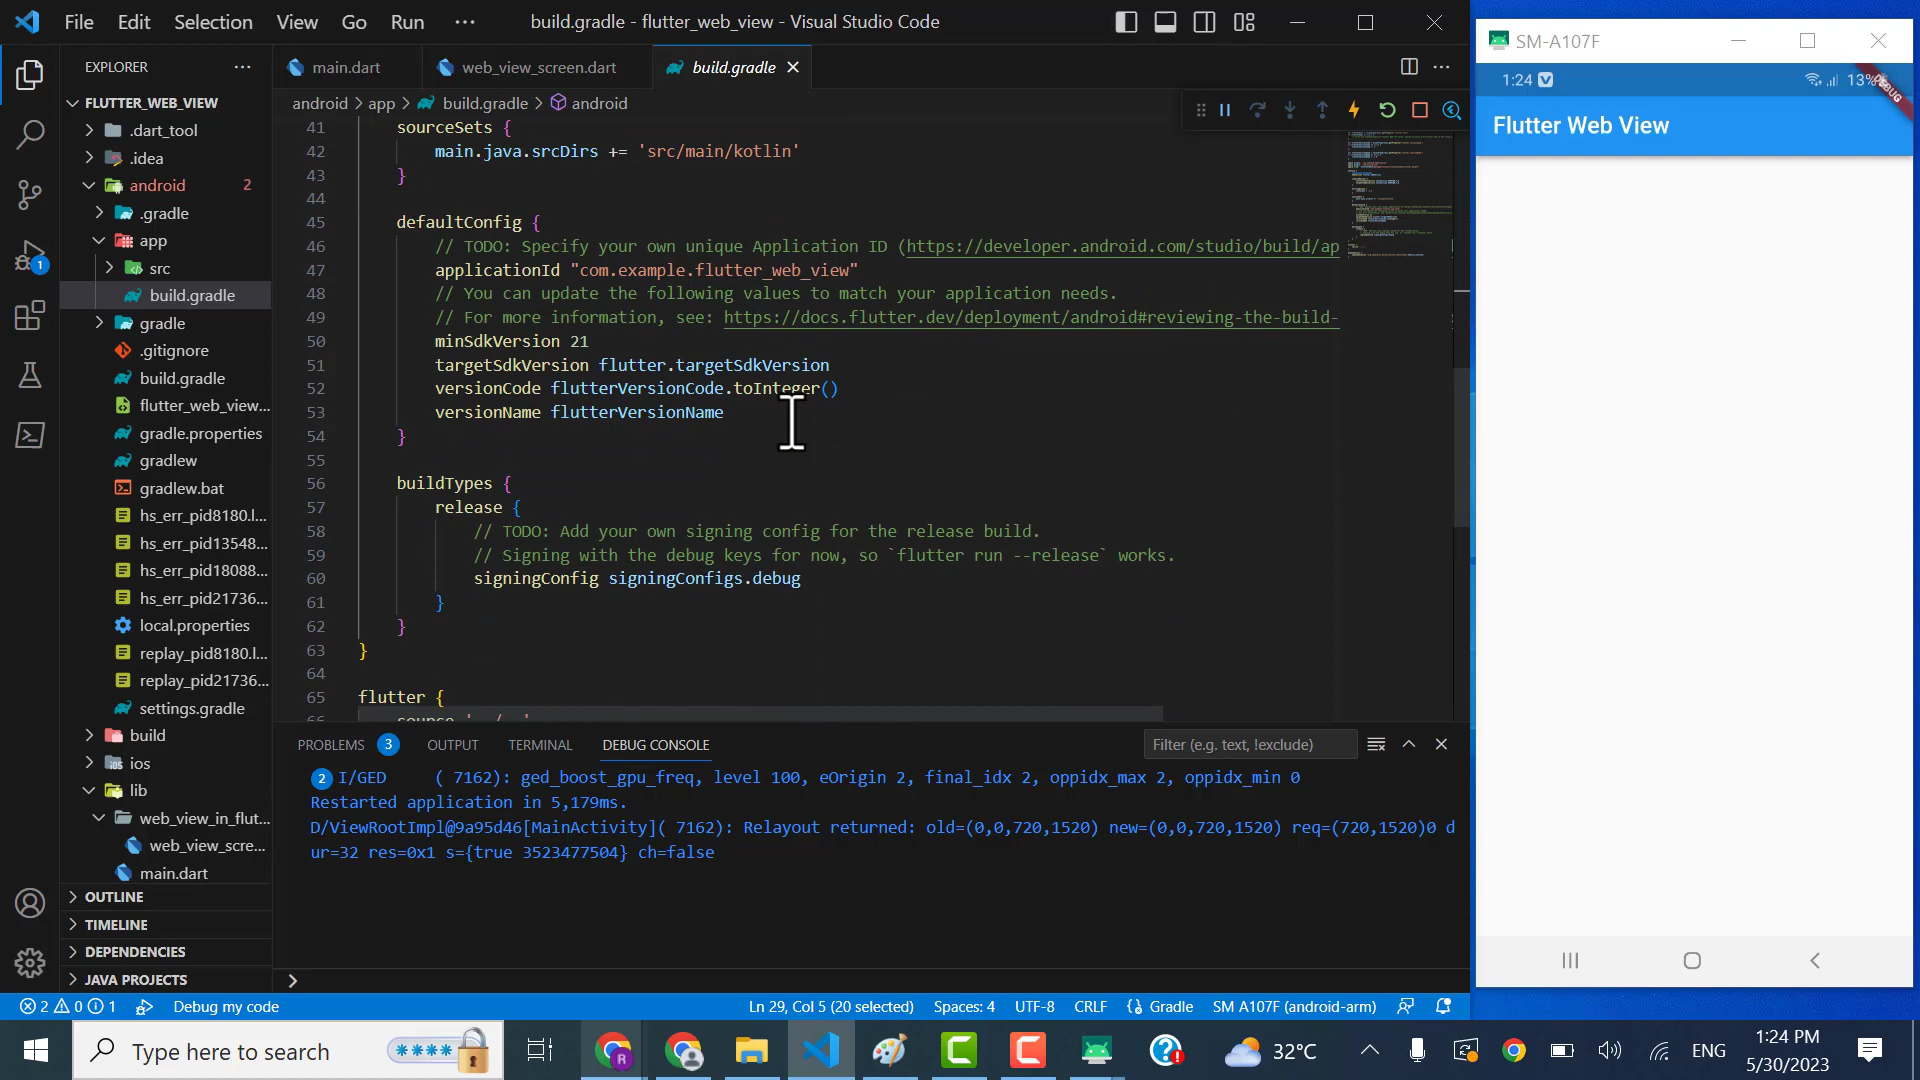 File Edit Selection View Go Run ···
build.gradle - flutter_web_view - Visual Studio Code
EXPLORER
FLUTTER_WEB_VIEW
.dart_tool
.idea
android 2
.gradle
app
src
build.gradle
gradle
.gitignore
build.gradle
flutter_web_view...
gradle.properties
gradlew
gradlew.bat
hs_err_pid8180.l...
hs_err_pid13548...
hs_err_pid18088...
hs_err_pid21736...
local.properties
replay_pid8180.l...
replay_pid21736...
settings.gradle
build
ios
lib
web_view_in_flut...
web_view_scre...
main.dart
OUTLINE
TIMELINE
DEPENDENCIES
JAVA PROJECTS
1
main.dart web_view_screen.dart build.gradle
android > app > build.gradle > android
41 sourceSets {
42 main.java.srcDirs += 'src/main/kotlin'
43 }
44
45 defaultConfig {
46 // TODO: Specify your own unique Application ID (https://developer.android.com/studio/build/ap
47 applicationId "com.example.flutter_web_view"
48 // You can update the following values to match your application needs.
49 // For more information, see: https://docs.flutter.dev/deployment/android#reviewing-the-build-
50 minSdkVersion 21
51 targetSdkVersion flutter.targetSdkVersion
52 versionCode flutterVersionCode.toInteger()
53 versionName flutterVersionName
54 }
55
56 buildTypes {
57 release {
58 // TODO: Add your own signing config for the release build.
59 // Signing with the debug keys for now, so `flutter run --release` works.
60 signingConfig signingConfigs.debug
61 }
62 }
63 }
64
65 flutter {
PROBLEMS 3 OUTPUT TERMINAL DEBUG CONSOLE
Filter (e.g. text, !exclude)
2 I/GED ( 7162): ged_boost_gpu_freq, level 100, eOrigin 2, final_idx 2, oppidx_max 2, oppidx_min 0
Restarted application in 5,179ms.
D/ViewRootImpl@9a95d46[MainActivity]( 7162): Relayout returned: old=(0,0,720,1520) new=(0,0,720,1520) req=(720,1520)0 d
ur=32 res=0x1 s={true 3523477504} ch=false
2 0 1 Debug my code Ln 29, Col 5 (20 selected) Spaces: 4 UTF-8 CRLF Gradle SM A107F (android-arm)
SM-A107F
1:24 13%
DEBUG
Flutter Web View
Type here to search
32°C
ENG
1:24 PM
5/30/2023